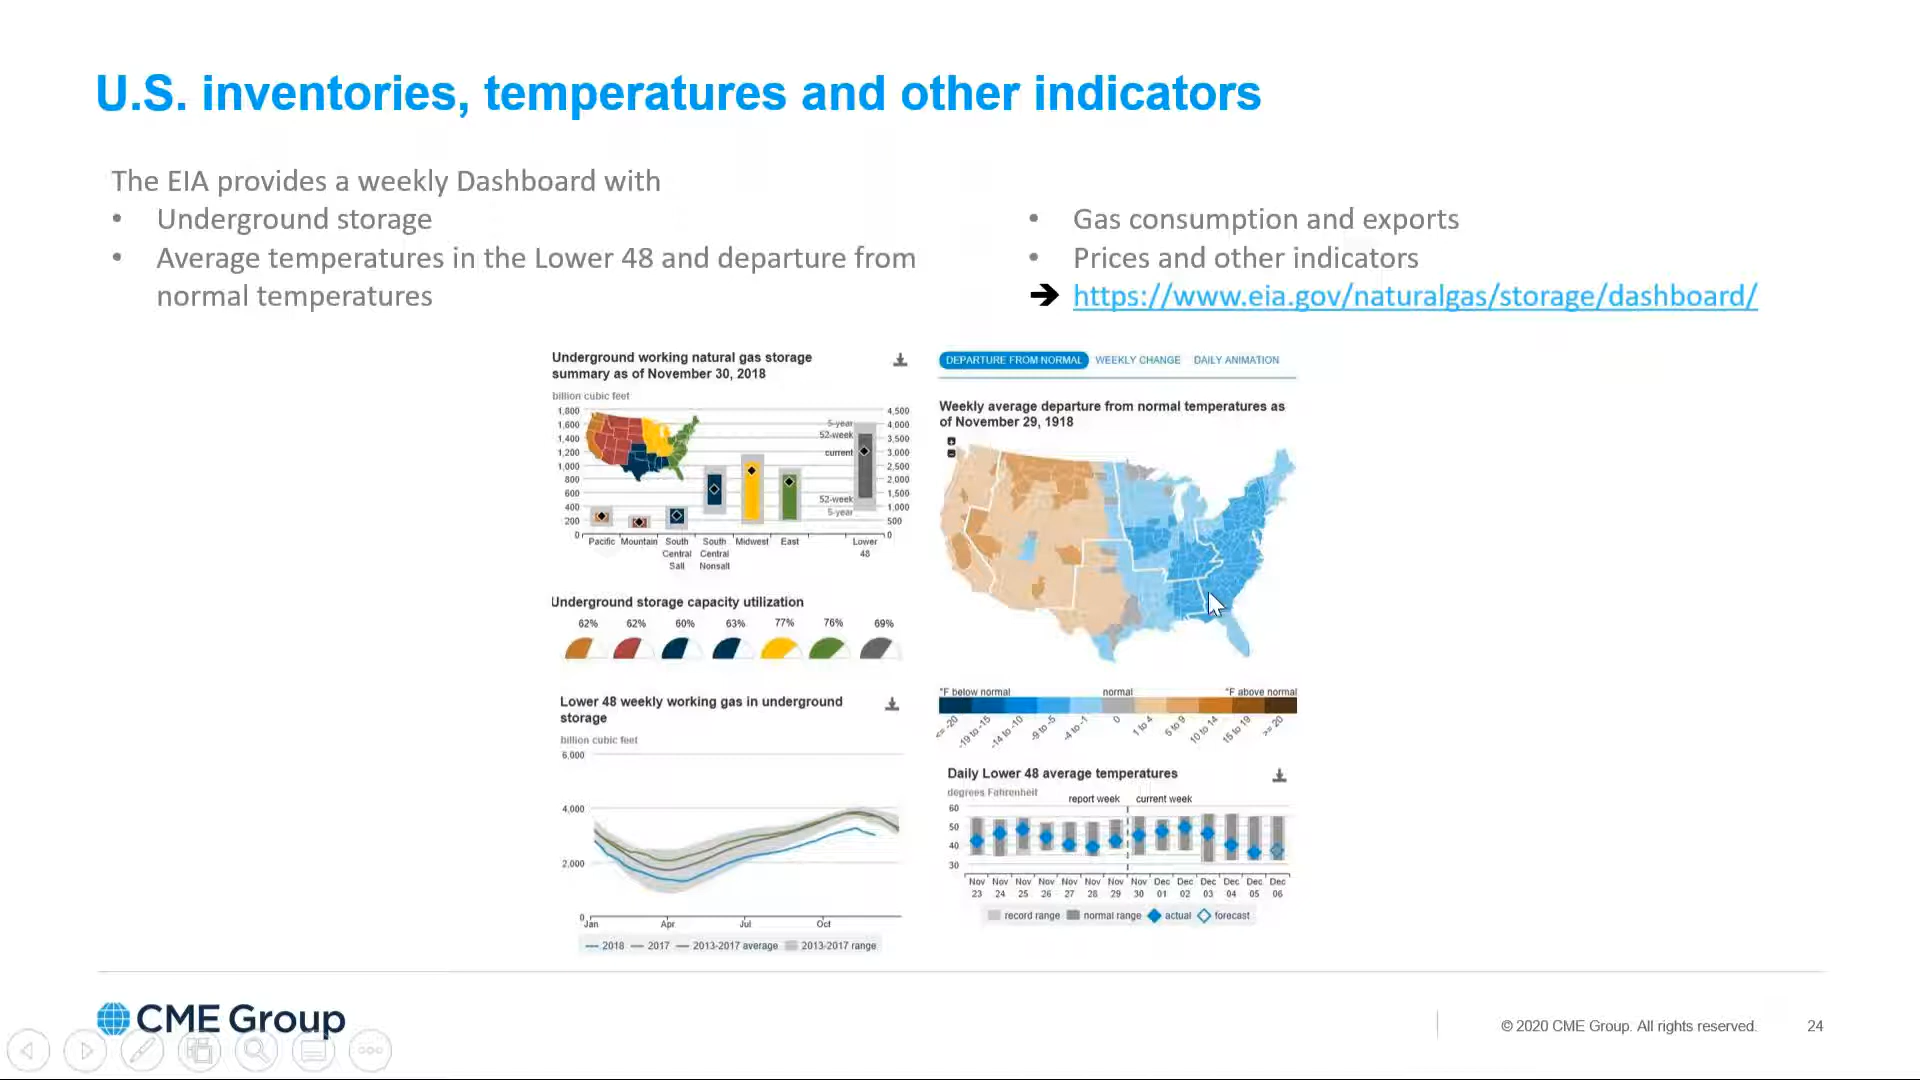 U.S. inventories, temperatures and other indicators
The EIA provides a weekly Dashboard with
• Underground storage
• Average temperatures in the Lower 48 and departure from
normal temperatures
• Gas consumption and exports
• Prices and other indicators
➔ https://www.eia.gov/naturalgas/storage/dashboard/
Underground working natural gas storage
summary as of November 30, 2018
billion cubic feet
1,800
1,600
1,400
1,200
1,000
800
600
400
200
0
5-year
52-week
current
52-week
5-year
4,500
4,000
3,500
3,000
2,500
2,000
1,500
1,000
500
0
Pacific Mountain South Central Salt South Central Nonsalt Midwest East Lower 48
Underground storage capacity utilization
62% 62% 60% 63% 77% 76% 69%
Lower 48 weekly working gas in underground
storage
billion cubic feet
6,000
4,000
2,000
0
Jan Apr Jul Oct
2018 2017 2013-2017 average 2013-2017 range
DEPARTURE FROM NORMAL WEEKLY CHANGE DAILY ANIMATION
Weekly average departure from normal temperatures as
of November 29, 1918
°F below normal normal °F above normal
<= -20 -19 to -15 -14 to -10 -9 to -5 -4 to -1 0 1 to 4 5 to 9 10 to 14 15 to 19 >= 20
Daily Lower 48 average temperatures
degrees Fahrenheit
report week current week
60
50
40
30
Nov Nov Nov Nov Nov Nov Nov Nov Dec Dec Dec Dec Dec Dec
23 24 25 26 27 28 29 30 01 02 03 04 05 06
record range normal range actual forecast
CME Group
© 2020 CME Group. All rights reserved. 24